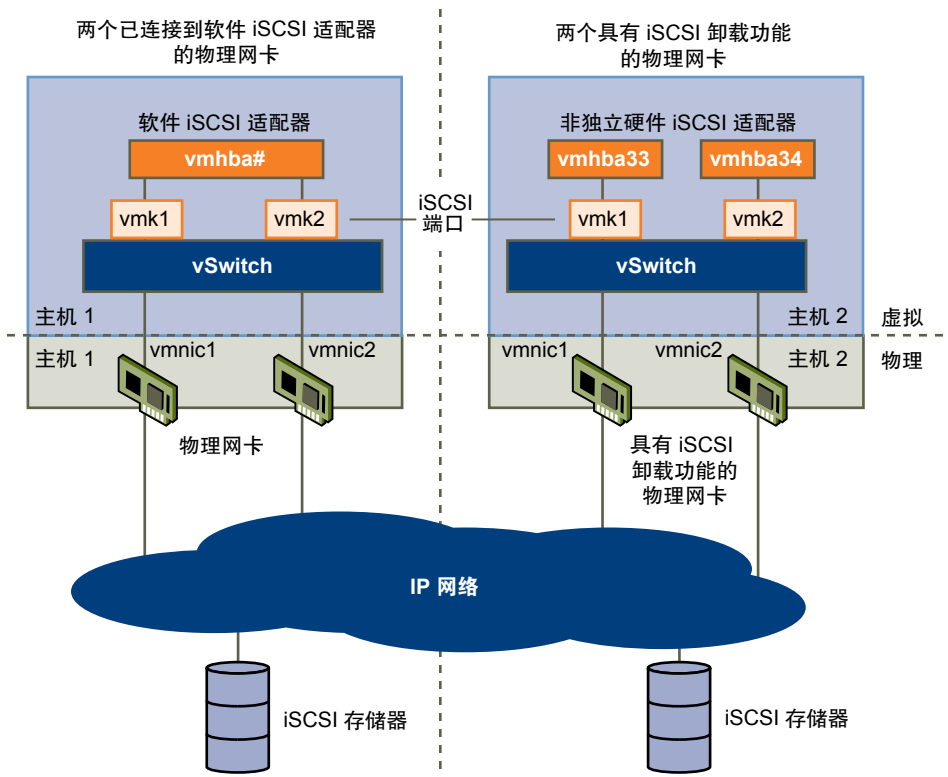 两个已连接到软件 iSCSI 适配器
的物理网卡
两个具有 iSCSI 卸载功能
的物理网卡
软件 iSCSI 适配器
vmhba#
vmk1
vmk2
vSwitch
主机 1
iSCSI
端口
非独立硬件 iSCSI 适配器
vmhba33
vmhba34
vmk1
vmk2
vSwitch
主机 2
虚拟
主机 1
vmnic1
vmnic2
vmnic1
vmnic2
主机 2
物理
物理网卡
具有 iSCSI
卸载功能的
物理网卡
IP 网络
iSCSI 存储器
iSCSI 存储器